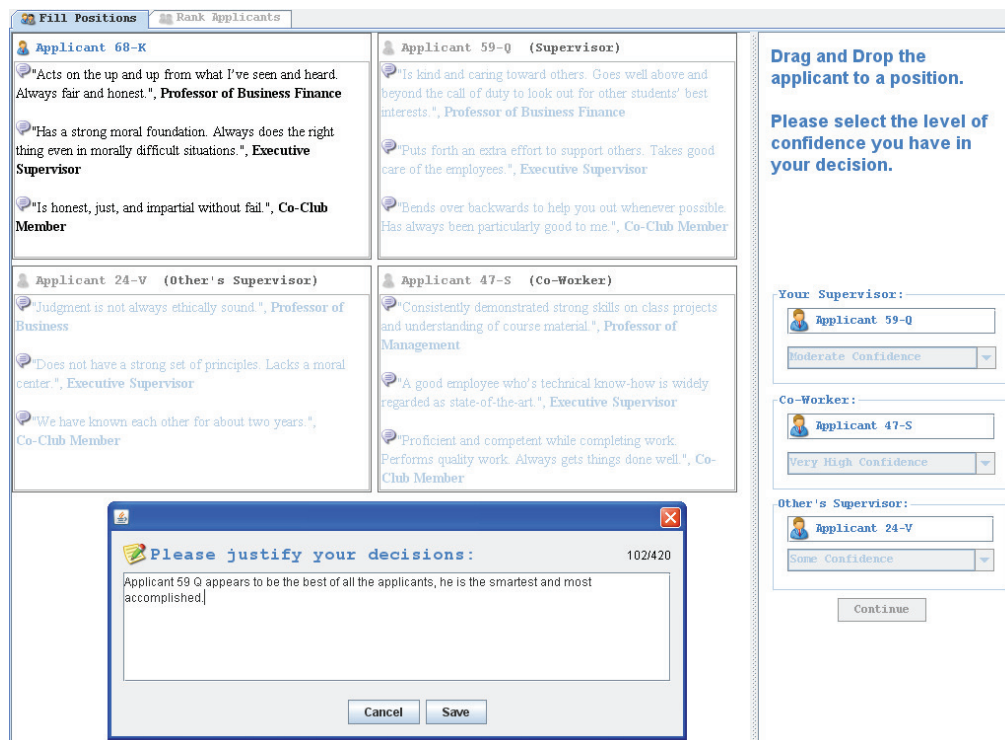 Fill Positions
Rank Applicants
Applicant 68-K
"Acts on the up and up from what I've seen and heard.
Always fair and honest.", Professor of Business Finance
"Has a strong moral foundation. Always does the right
thing even in morally difficult situations.", Executive
Supervisor
"Is honest, just, and impartial without fail.", Co-Club
Member
Applicant 59-Q (Supervisor)
"Is kind and caring toward others. Goes well above and
beyond the call of duty to look out for other students' best
interests.", Professor of Business Finance
"Puts forth an extra effort to support others. Takes good
care of the employees.", Executive Supervisor
"Bends over backwards to help you out whenever possible.
Has always been particularly good to me.", Co-Club Member
Applicant 24-V (Other's Supervisor)
"Judgment is not always ethically sound.", Professor of
Business
"Does not have a strong set of principles. Lacks a moral
center.", Executive Supervisor
"We have known each other for about two years.",
Co-Club Member
Applicant 47-S (Co-Worker)
"Consistently demonstrated strong skills on class projects
and understanding of course material.", Professor of
Management
"A good employee who's technical know-how is widely
regarded as state-of-the-art.", Executive Supervisor
"Proficient and competent while completing work.
Performs quality work. Always gets things done well.", Co-
Club Member
Please justify your decisions:
102/420
Applicant 59 Q appears to be the best of all the applicants, he is the smartest and most
accomplished.
Cancel
Save
Drag and Drop the
applicant to a position.
Please select the level of
confidence you have in
your decision.
Your Supervisor:
Applicant 59-Q
Moderate Confidence
Co-Worker:
Applicant 47-S
Very High Confidence
Other's Supervisor:
Applicant 24-V
Some Confidence
Continue